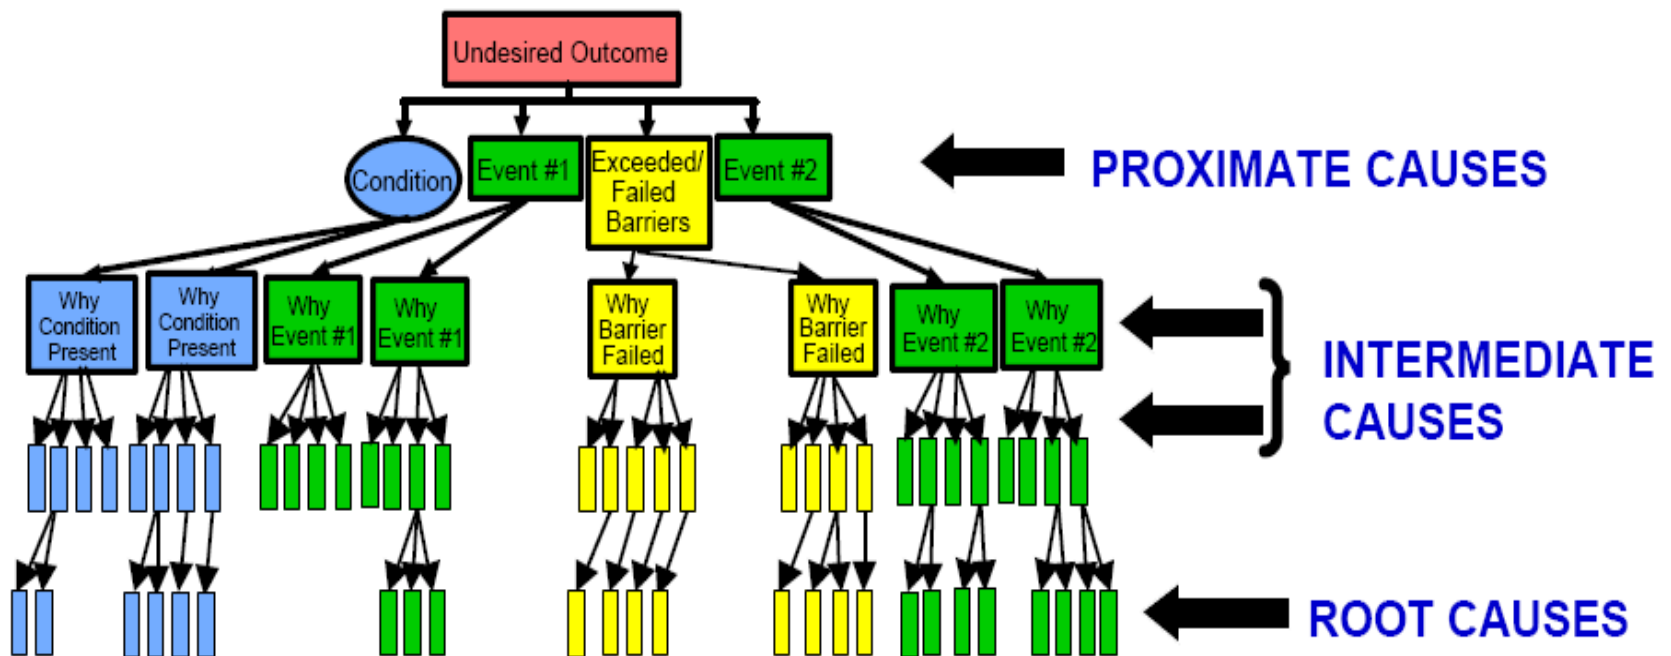 Undesired Outcome
Condition
Event #1
Exceeded/
Failed
Barriers
Event #2
PROXIMATE CAUSES
Why
Condition
Present
Why
Condition
Present
Why
Event #1
Why
Event #1
Why
Barrier
Failed
Why
Barrier
Failed
Why
Event #2
Why
Event #2
INTERMEDIATE
CAUSES
ROOT CAUSES